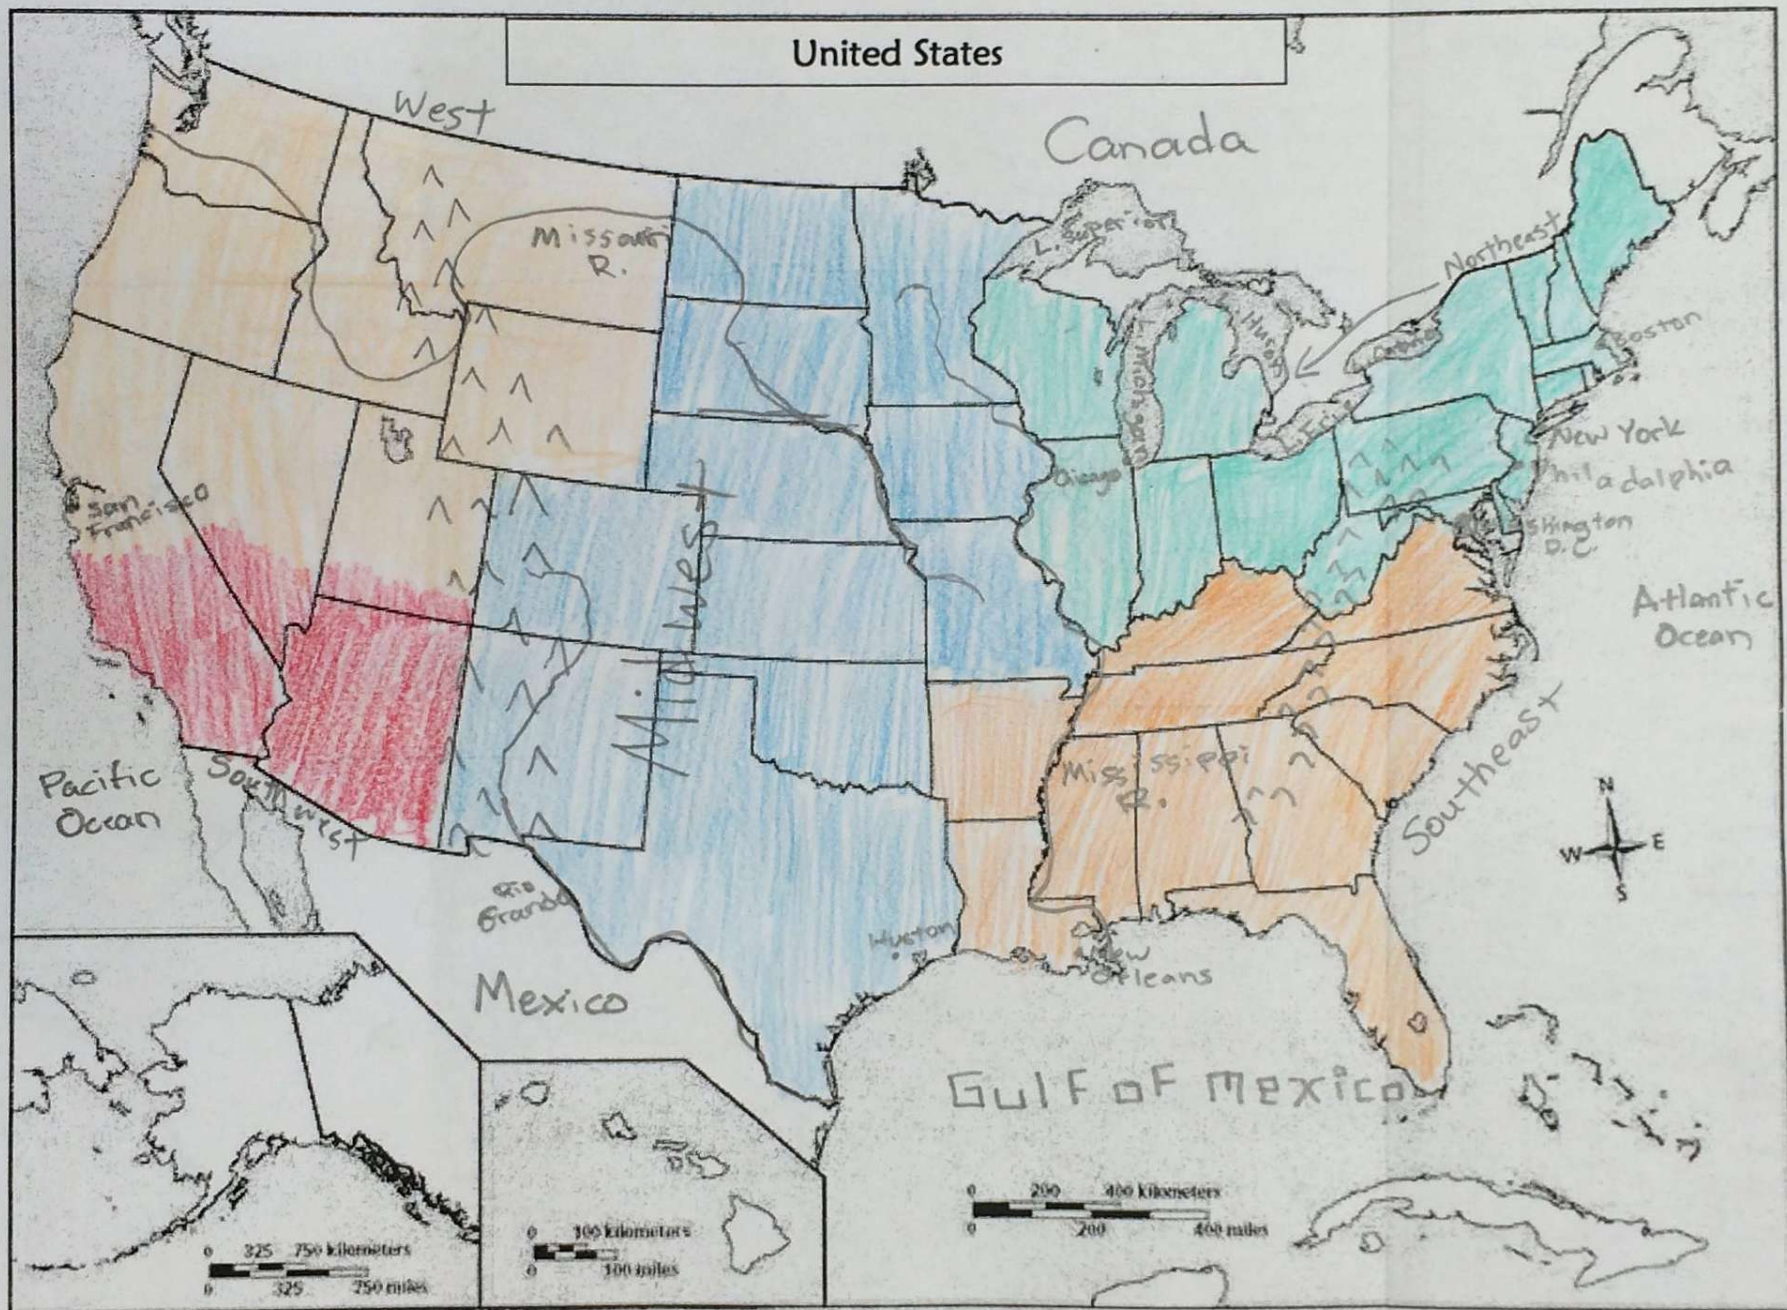 United States
West
Canada
Missouri
R.
L. Superior
Northeast
Huron
Ontario
Boston
Michigan
L. Erie
New York
Chicago
Philadalphia
San
Francisco
Washington
D.C.
Midwest
Atlantic
Ocean
Southeast
Mississippi
R.
Pacific
Ocean
Southwest
N
W
E
S
Rio
Grande
Huston
New
Orleans
Mexico
Gulf of Mexico
0 200 400 kilometers
0 200 400 miles
0 100 kilometers
0 100 miles
0 325 750 kilometers
0 325 750 miles